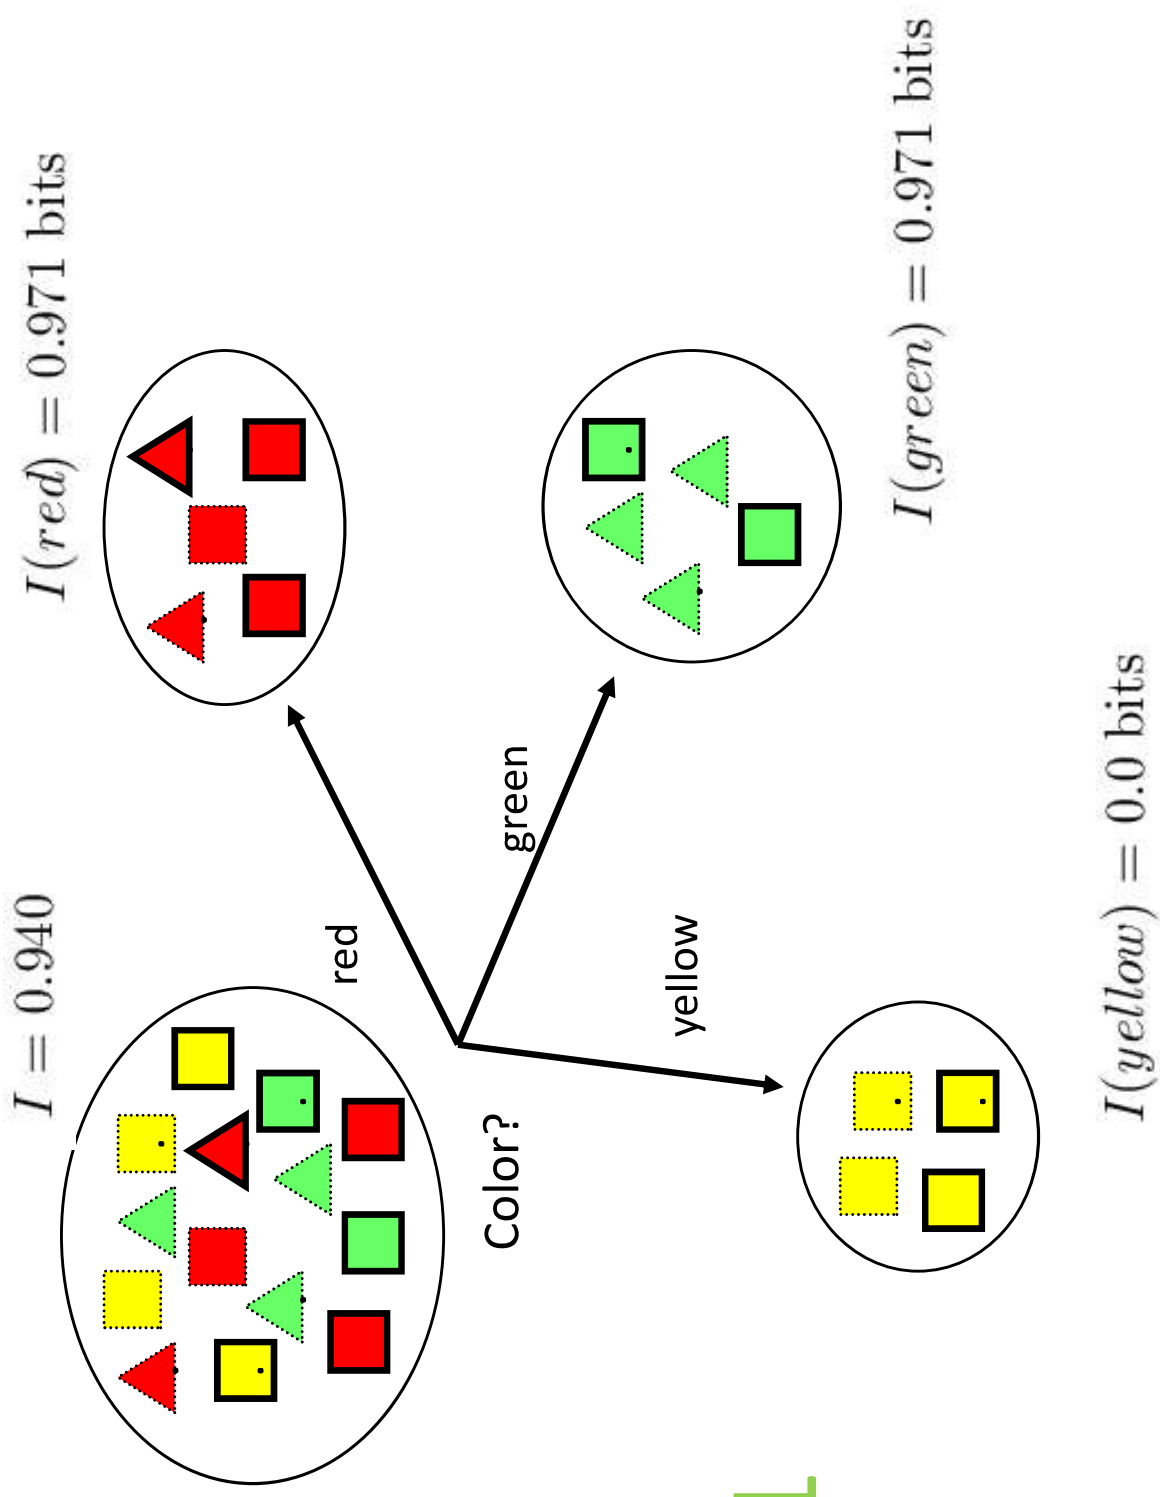 I = 0.940
I(red) = 0.971 bits
red
green
Color?
yellow
I(green) = 0.971 bits
I(yellow) = 0.0 bits